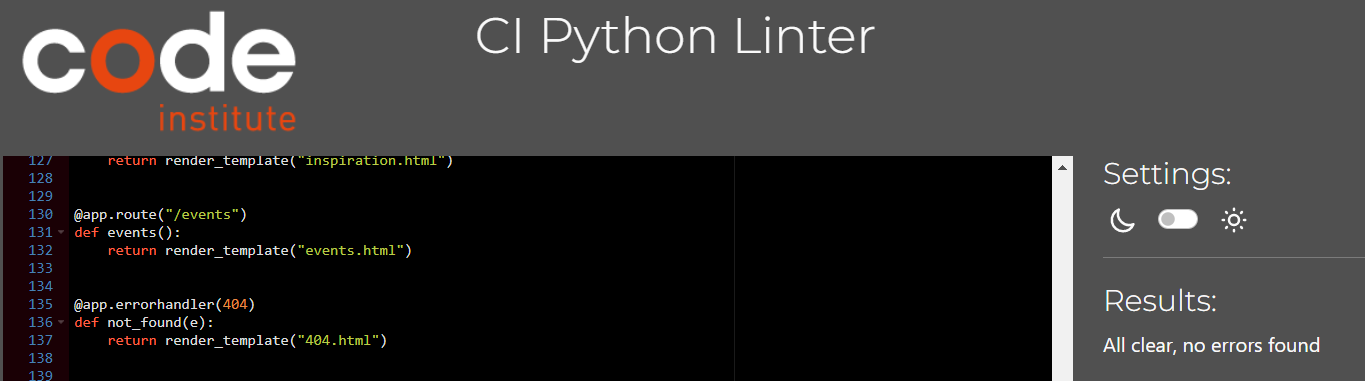 code
institute
CI Python Linter
127     return render_template("inspiration.html")
128
129
130 @app.route("/events")
131 def events():
132     return render_template("events.html")
133
134
135 @app.errorhandler(404)
136 def not_found(e):
137     return render_template("404.html")
138
139
Settings:
Results:
All clear, no errors found